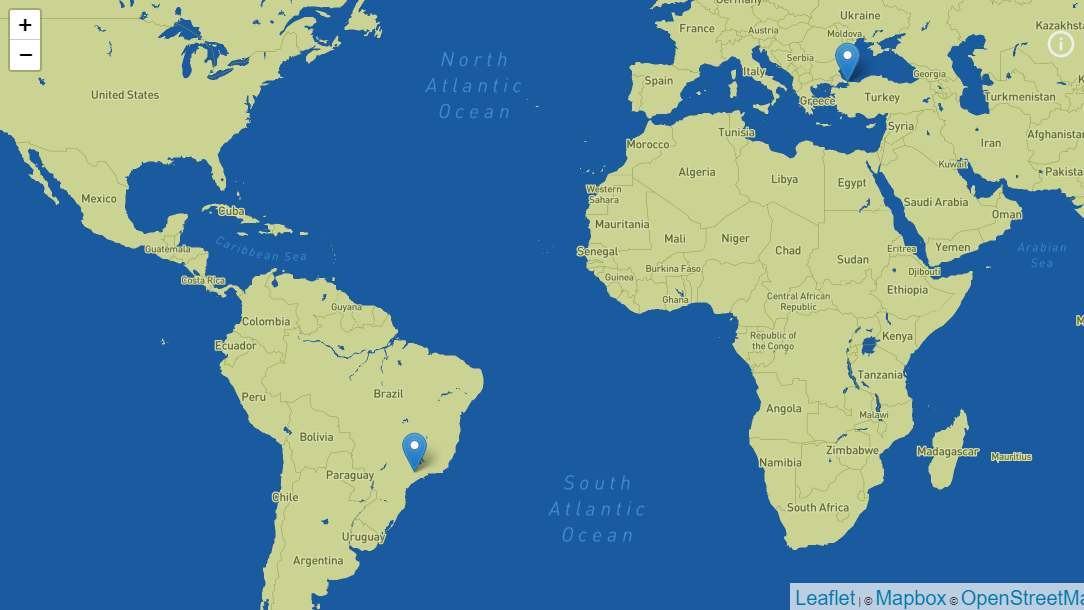 +
−
Germany
Ukraine
France
Austria
Moldova
Kazakhsta
North
Atlantic
Ocean
Serbia
Italy
Georgia
Spain
United States
Greece
Turkey
Turkmenistan
Tunisia
Syria
Morocco
Iran
Afghanistan
Kuwait
Algeria
Pakista
Libya
Egypt
Western
Sahara
Mexico
Saudi Arabia
Cuba
Oman
Mauritania
Mali
Niger
Caribbean Sea
Guatemala
Senegal
Chad
Eritrea
Yemen
Arabian
Sea
Sudan
Burkina Faso
Djibouti
Costa Rica
Guinea
Ethiopia
Ghana
Central African
Republic
Guyana
Colombia
Republic of
the Congo
Kenya
M
Ecuador
Tanzania
Brazil
Peru
Angola
Malawi
Bolivia
Zimbabwe
Madagascar
Mauritius
Namibia
Paraguay
South
Atlantic
Ocean
Chile
South Africa
Uruguay
Argentina
Leaflet | © Mapbox © OpenStreetMa